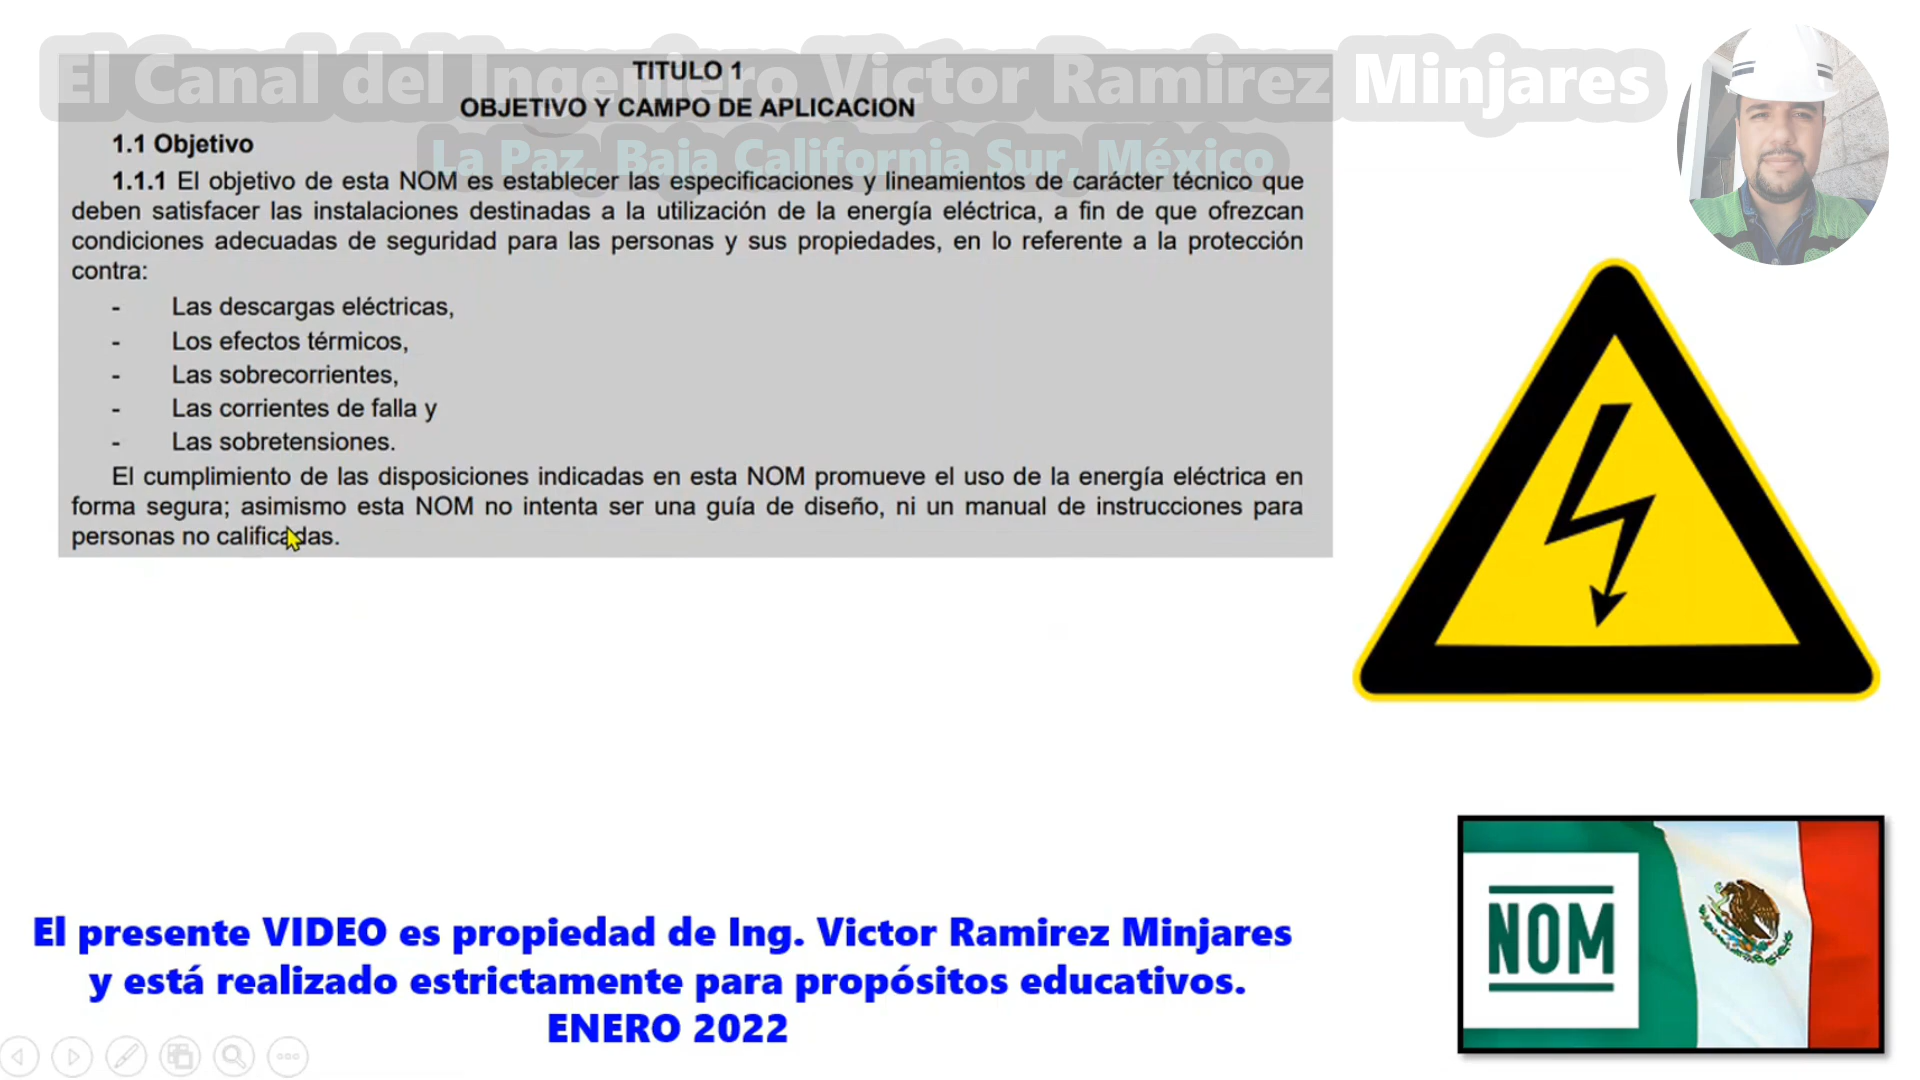 El Canal del Ingeniero Victor Ramirez Minjares
TITULO 1
OBJETIVO Y CAMPO DE APLICACION
1.1 Objetivo
La Paz, Baja California Sur, México
1.1.1 El objetivo de esta NOM es establecer las especificaciones y lineamientos de carácter técnico que
deben satisfacer las instalaciones destinadas a la utilización de la energía eléctrica, a fin de que ofrezcan
condiciones adecuadas de seguridad para las personas y sus propiedades, en lo referente a la protección
contra:
- Las descargas eléctricas,
- Los efectos térmicos,
- Las sobrecorrientes,
- Las corrientes de falla y
- Las sobretensiones.
El cumplimiento de las disposiciones indicadas en esta NOM promueve el uso de la energía eléctrica en
forma segura; asimismo esta NOM no intenta ser una guía de diseño, ni un manual de instrucciones para
personas no calificadas.
El presente VIDEO es propiedad de Ing. Victor Ramirez Minjares
y está realizado estrictamente para propósitos educativos.
ENERO 2022
NOM